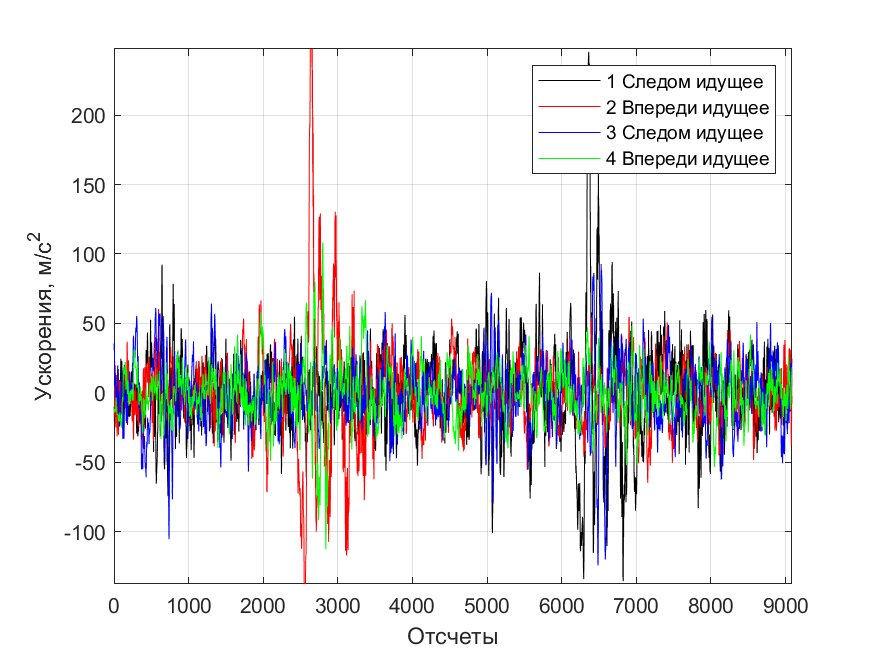 1 Следом идущее
2 Впереди идущее
3 Следом идущее
4 Впереди идущее
200
150
100
50
0
-50
-100
Ускорения, м/с²
0 1000 2000 3000 4000 5000 6000 7000 8000 9000
Отсчеты